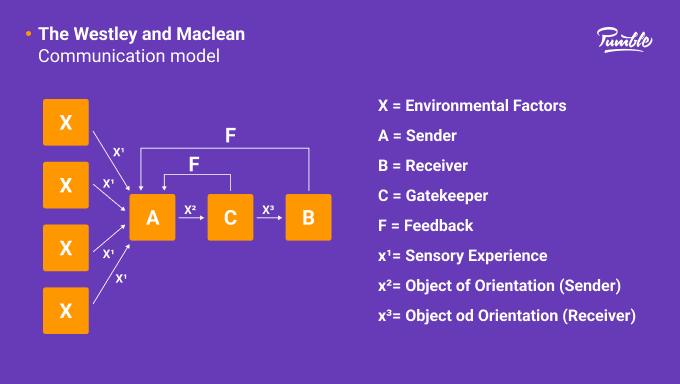 • The Westley and Maclean
Communication model
Pumble
X
X
X
X
X¹
X¹
X¹
X¹
F
F
A
X²
C
X³
B
X = Environmental Factors
A = Sender
B = Receiver
C = Gatekeeper
F = Feedback
x¹= Sensory Experience
x²= Object of Orientation (Sender)
x³= Object od Orientation (Receiver)